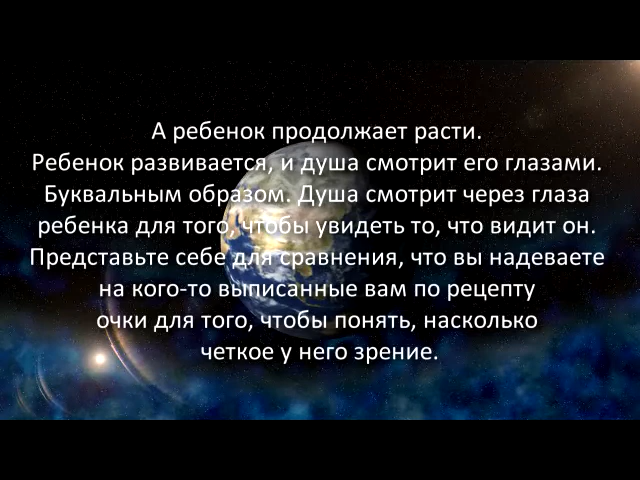 А ребенок продолжает расти.
Ребенок развивается, и душа смотрит его глазами.
Буквальным образом. Душа смотрит через глаза
ребенка для того, чтобы увидеть то, что видит он.
Представьте себе для сравнения, что вы надеваете
на кого-то выписанные вам по рецепту
очки для того, чтобы понять, насколько
четкое у него зрение.